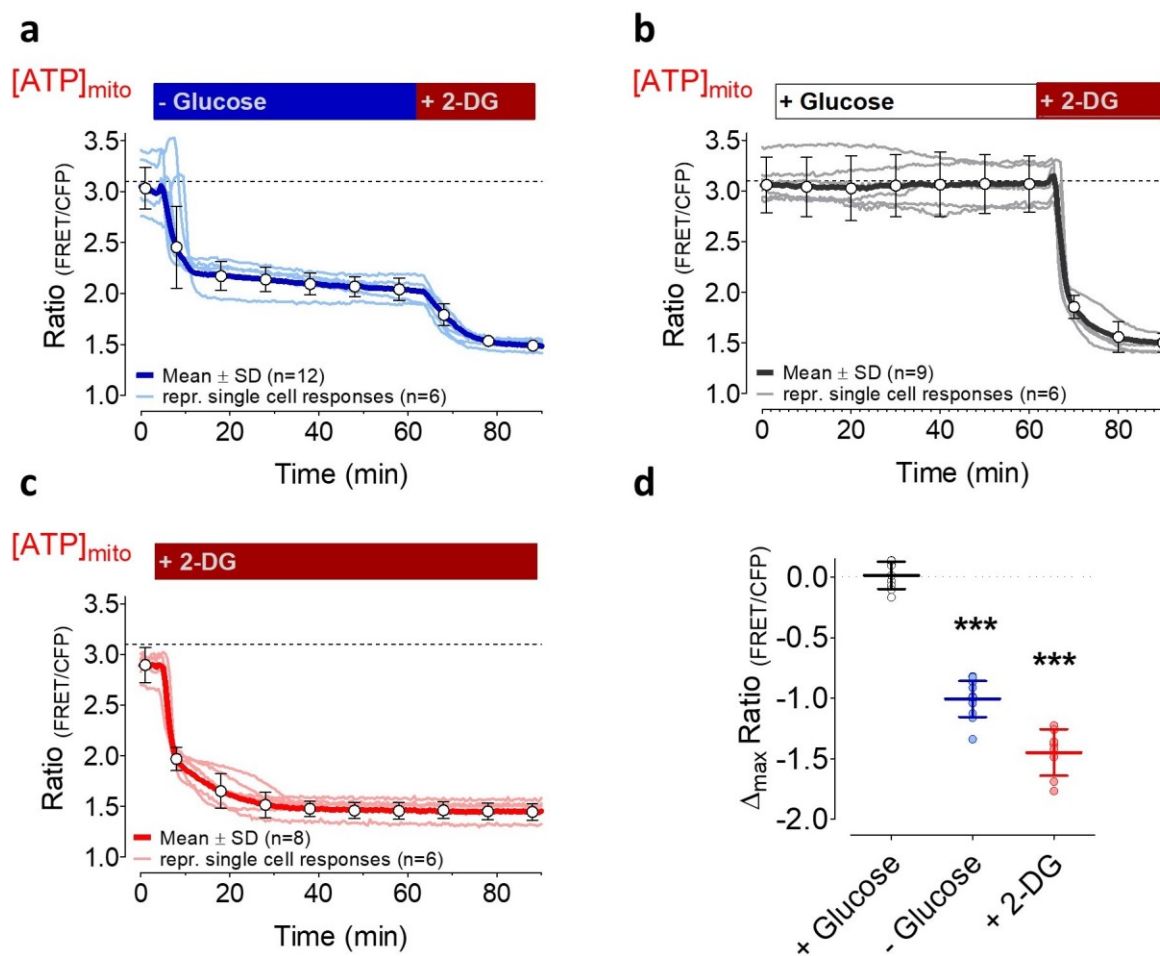 a
[ATP]mito
- Glucose
+ 2-DG
3.5
3.0
2.5
2.0
1.5
1.0
Ratio (FRET/CFP)
Mean ± SD (n=12)
repr. single cell responses (n=6)
0 20 40 60 80
Time (min)
b
[ATP]mito
+ Glucose
+ 2-DG
3.5
3.0
2.5
2.0
1.5
1.0
Ratio (FRET/CFP)
Mean ± SD (n=9)
repr. single cell responses (n=6)
0 20 40 60 80
Time (min)
c
[ATP]mito
+ 2-DG
3.5
3.0
2.5
2.0
1.5
1.0
Ratio (FRET/CFP)
Mean ± SD (n=8)
repr. single cell responses (n=6)
0 20 40 60 80
Time (min)
d
0.0
-0.5
-1.0
-1.5
-2.0
Δmax Ratio (FRET/CFP)
***
***
+ Glucose
- Glucose
+ 2-DG